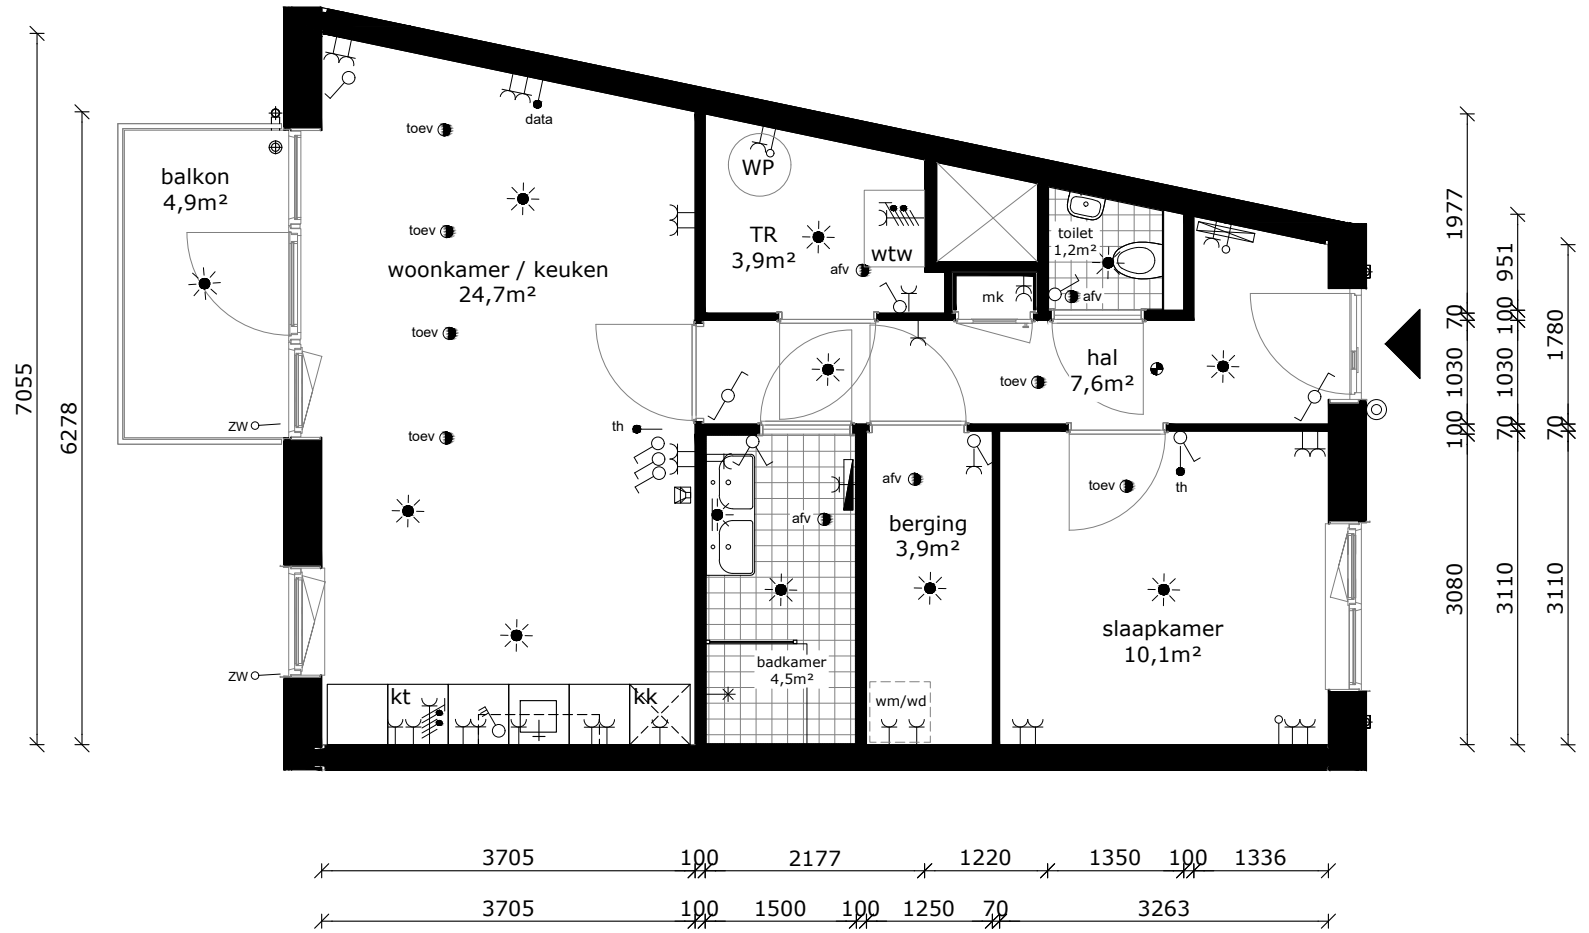 data
toev
balkon
4,9m²
WP
toev
TR
3,9m²
wtw
afv
toilet
1,2m²
afv
mk
woonkamer / keuken
24,7m²
toev
hal
7,6m²
toev
toev
zw
th
afv
afv
toev
th
berging
3,9m²
slaapkamer
10,1m²
badkamer
4,5m²
zw
kt
kk
wm/wd
7055
6278
1977
70
1030
100
3080
951
100
1030
70
3110
1780
70
3110
3705
100
2177
1220
1350
100
1336
3705
100
1500
100
1250
70
3263